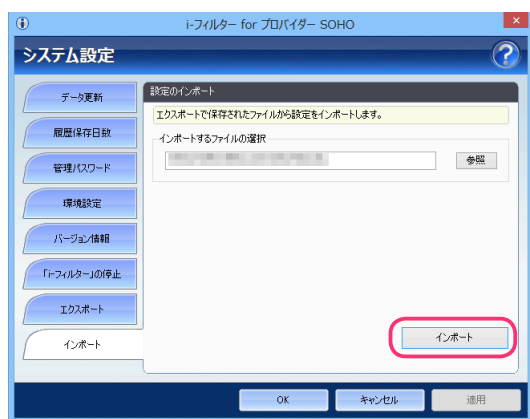 i-フィルター for プロバイダー SOHO
×
システム設定
?
データ更新
履歴保存日数
管理パスワード
環境設定
バージョン情報
「i-フィルター」の停止
エクスポート
インポート
設定のインポート
エクスポートで保存されたファイルから設定をインポートします。
インポートするファイルの選択
参照
インポート
OK
キャンセル
適用